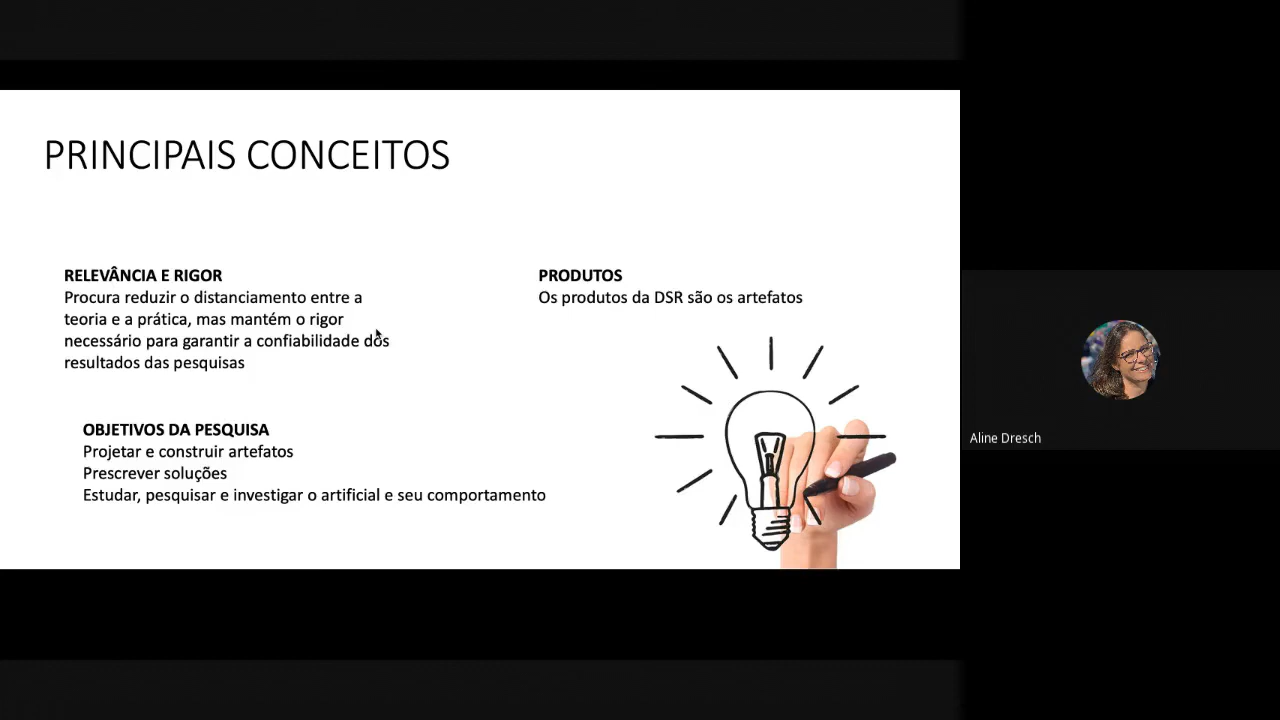 PRINCIPAIS CONCEITOS
RELEVÂNCIA E RIGOR
Procura reduzir o distanciamento entre a
teoria e a prática, mas mantém o rigor
necessário para garantir a confiabilidade dos
resultados das pesquisas
PRODUTOS
Os produtos da DSR são os artefatos
OBJETIVOS DA PESQUISA
Projetar e construir artefatos
Prescrever soluções
Estudar, pesquisar e investigar o artificial e seu comportamento
Aline Dresch